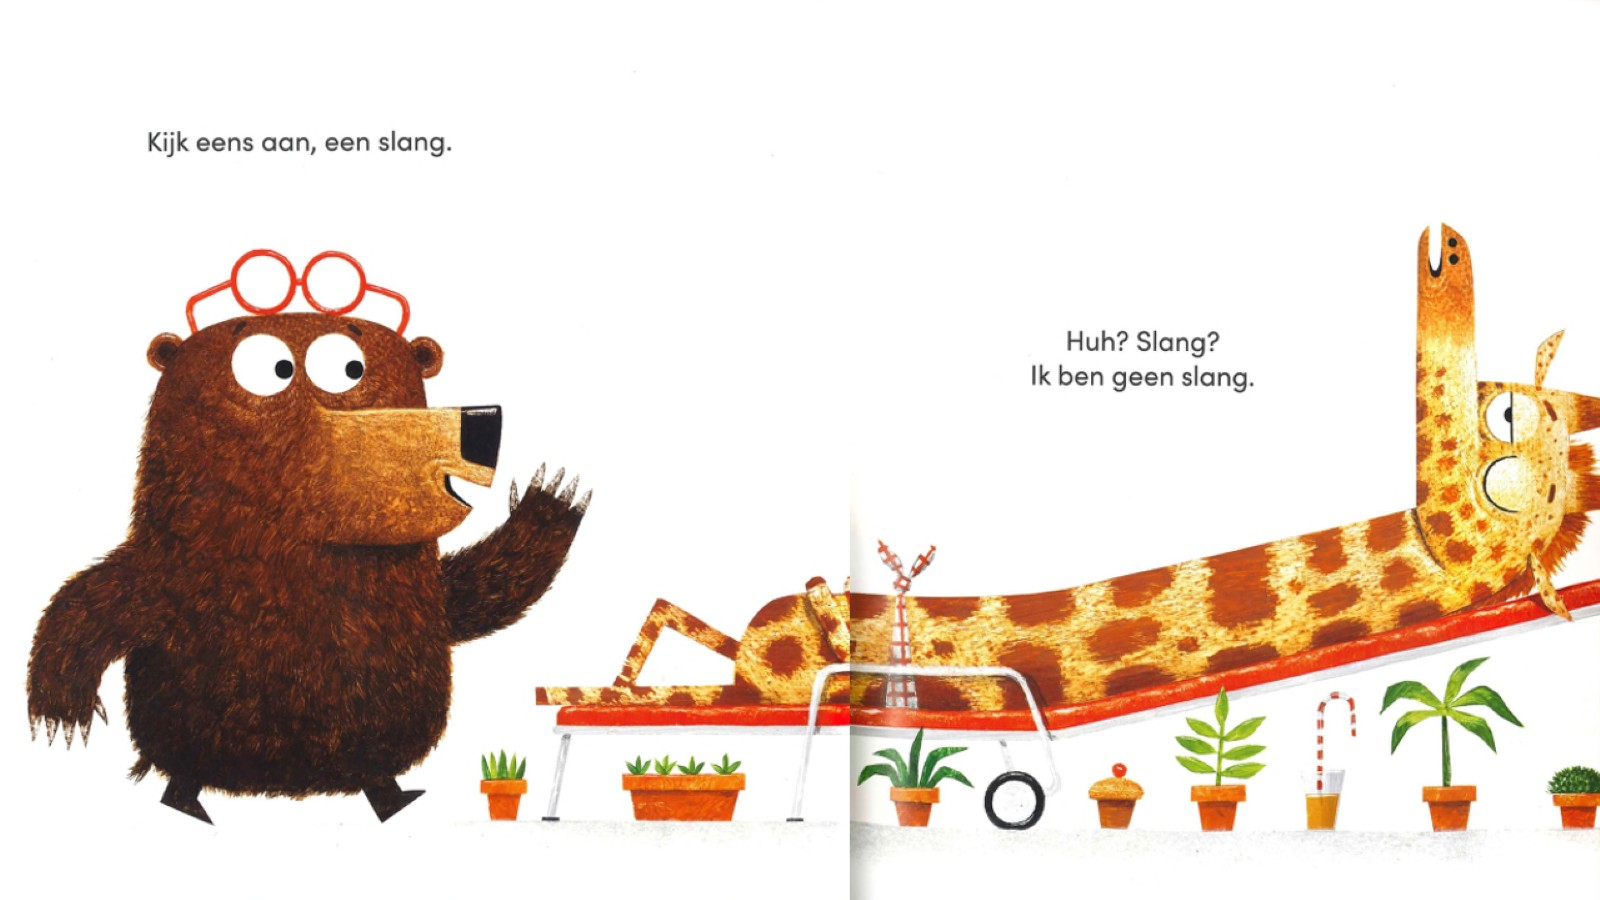 Kijk eens aan, een slang.
Huh? Slang?
Ik ben geen slang.